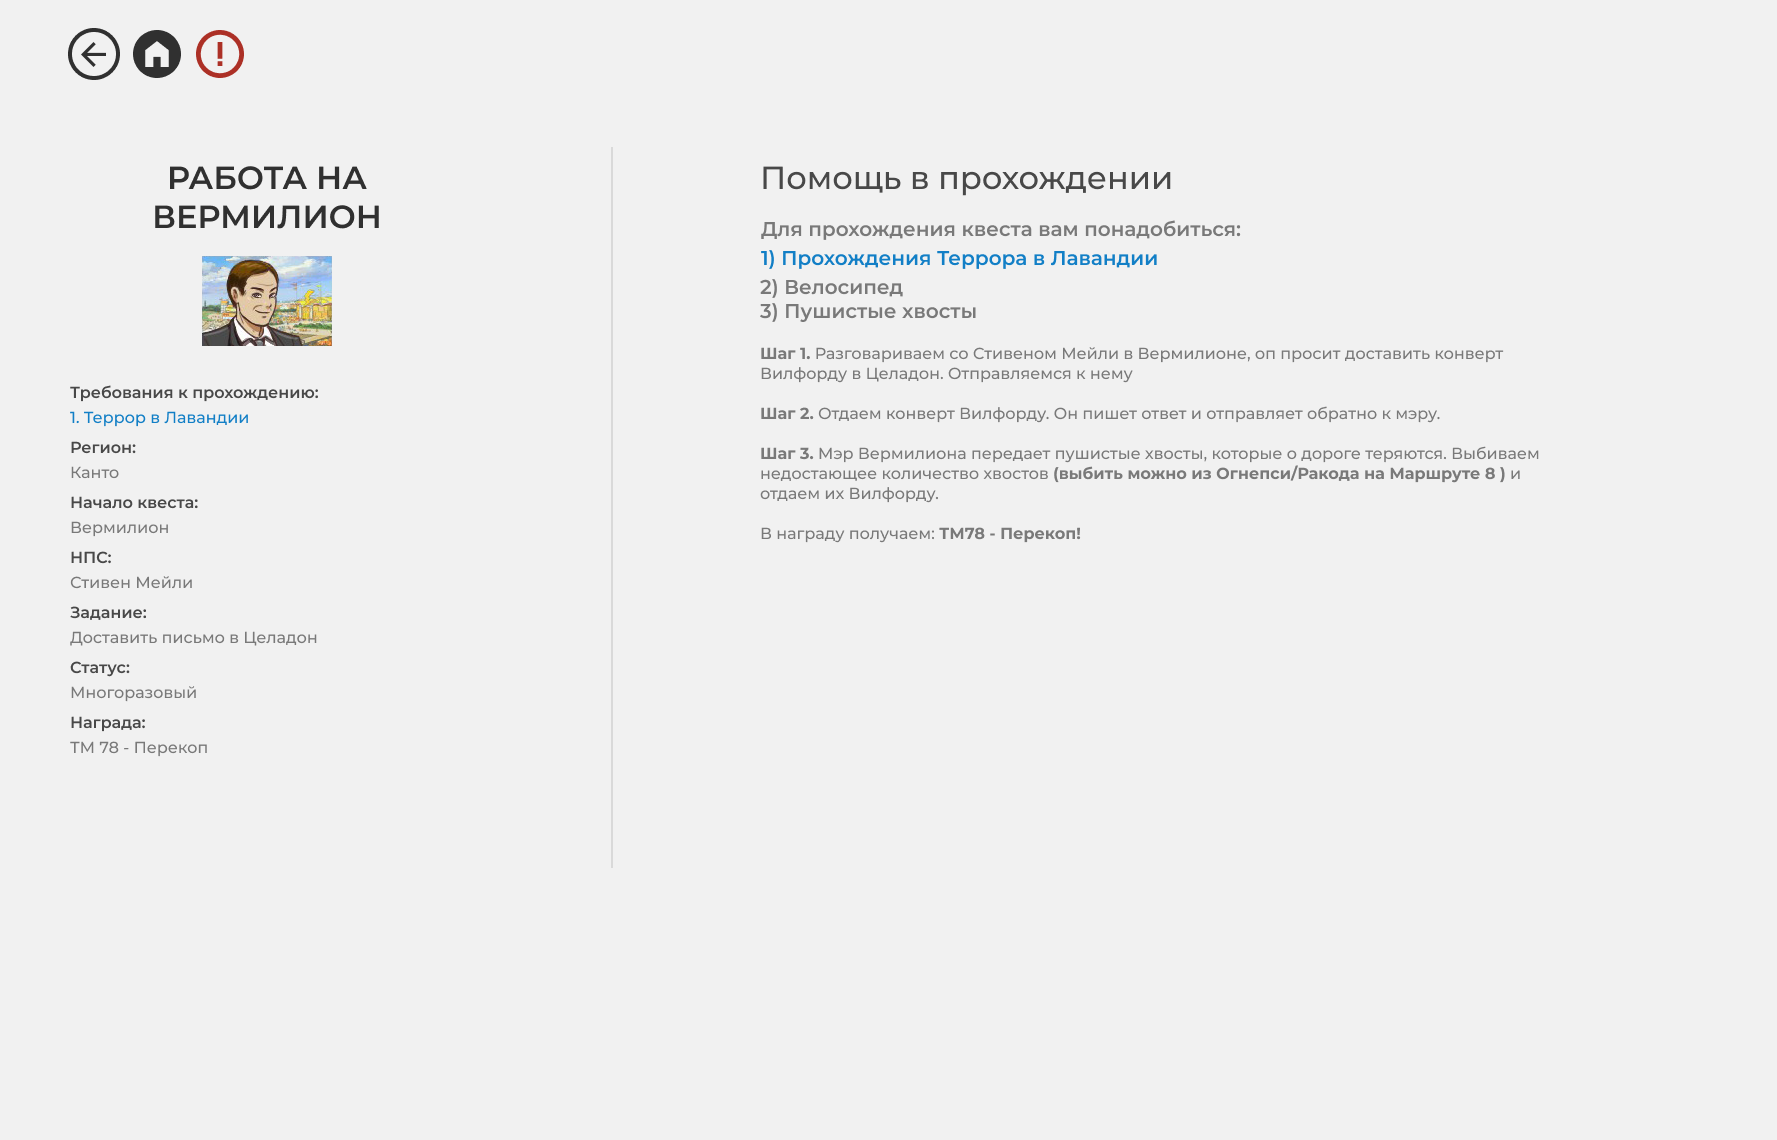 РАБОТА НА
ВЕРМИЛИОН
Требования к прохождению:
1. Террор в Лавандии
Регион:
Канто
Начало квеста:
Вермилион
НПС:
Стивен Мейли
Задание:
Доставить письмо в Целадон
Статус:
Многоразовый
Награда:
ТМ 78 - Перекоп
Помощь в прохождении
Для прохождения квеста вам понадобиться:
1) Прохождения Террора в Лавандии
2) Велосипед
3) Пушистые хвосты
Шаг 1. Разговариваем со Стивеном Мейли в Вермилионе, оп просит доставить конверт
Вилфорду в Целадон. Отправляемся к нему
Шаг 2. Отдаем конверт Вилфорду. Он пишет ответ и отправляет обратно к мэру.
Шаг 3. Мэр Вермилиона передает пушистые хвосты, которые о дороге теряются. Выбиваем
недостающее количество хвостов (выбить можно из Огнепси/Ракода на Маршруте 8 ) и
отдаем их Вилфорду.
В награду получаем: ТМ78 - Перекоп!